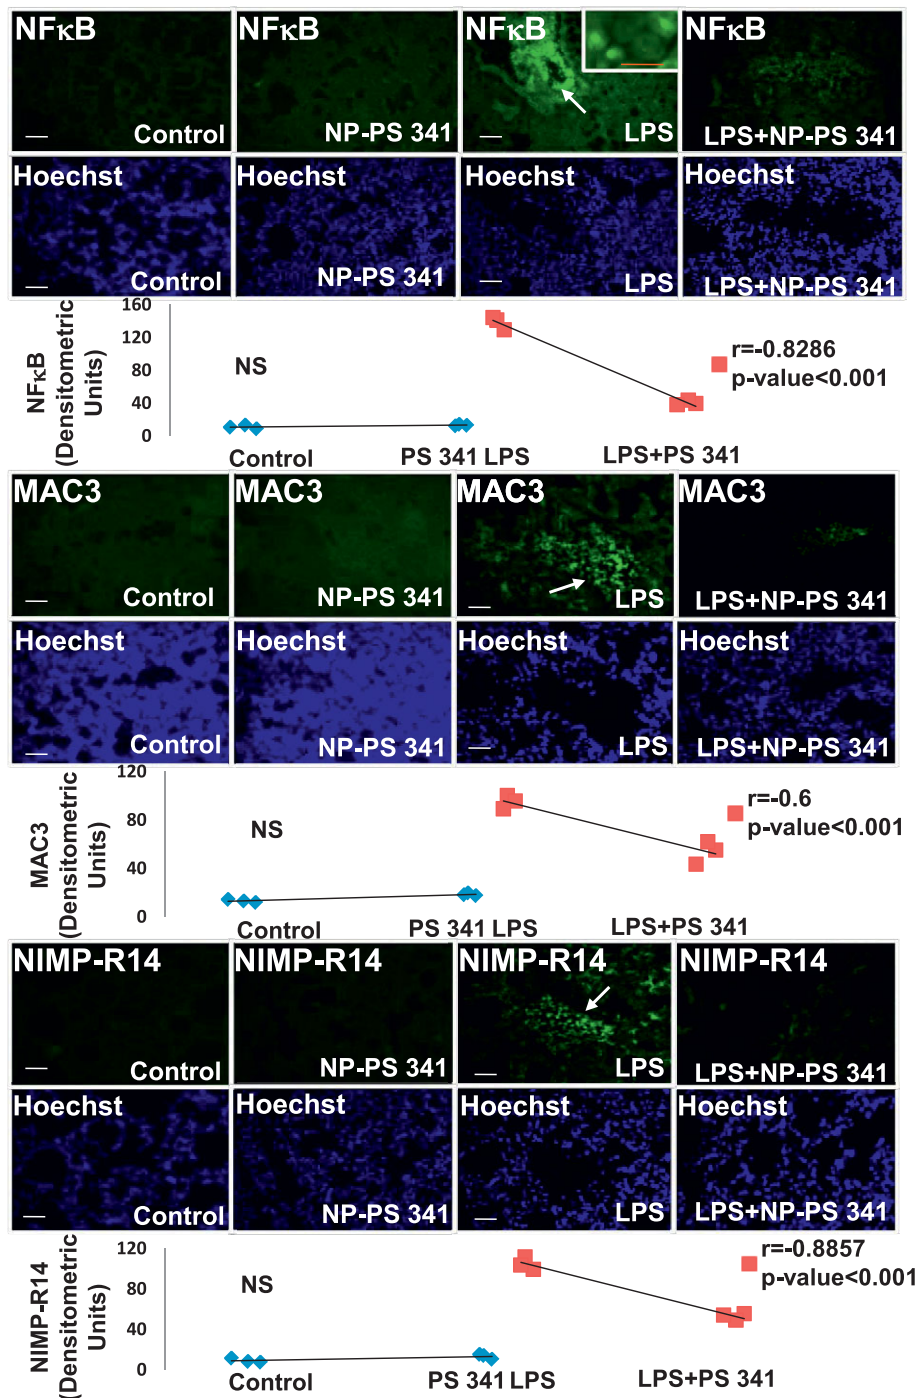 NFκB NFκB NFκB NFκB
Control NP-PS 341 LPS LPS+NP-PS 341
Hoechst Hoechst Hoechst Hoechst
Control NP-PS 341 LPS LPS+NP-PS 341
NFκB
(Densitometric
Units)
160
120
80
40
0
NS
r=-0.8286
p-value<0.001
Control PS 341 LPS LPS+PS 341
MAC3 MAC3 MAC3 MAC3
Control NP-PS 341 LPS LPS+NP-PS 341
Hoechst Hoechst Hoechst Hoechst
Control NP-PS 341 LPS LPS+NP-PS 341
MAC3
(Densitometric
Units)
120
80
40
0
NS
r=-0.6
p-value<0.001
Control PS 341 LPS LPS+PS 341
NIMP-R14 NIMP-R14 NIMP-R14 NIMP-R14
Control NP-PS 341 LPS LPS+NP-PS 341
Hoechst Hoechst Hoechst Hoechst
Control NP-PS 341 LPS LPS+NP-PS 341
NIMP-R14
(Densitometric
Units)
120
80
40
0
NS
r=-0.8857
p-value<0.001
Control PS 341 LPS LPS+PS 341